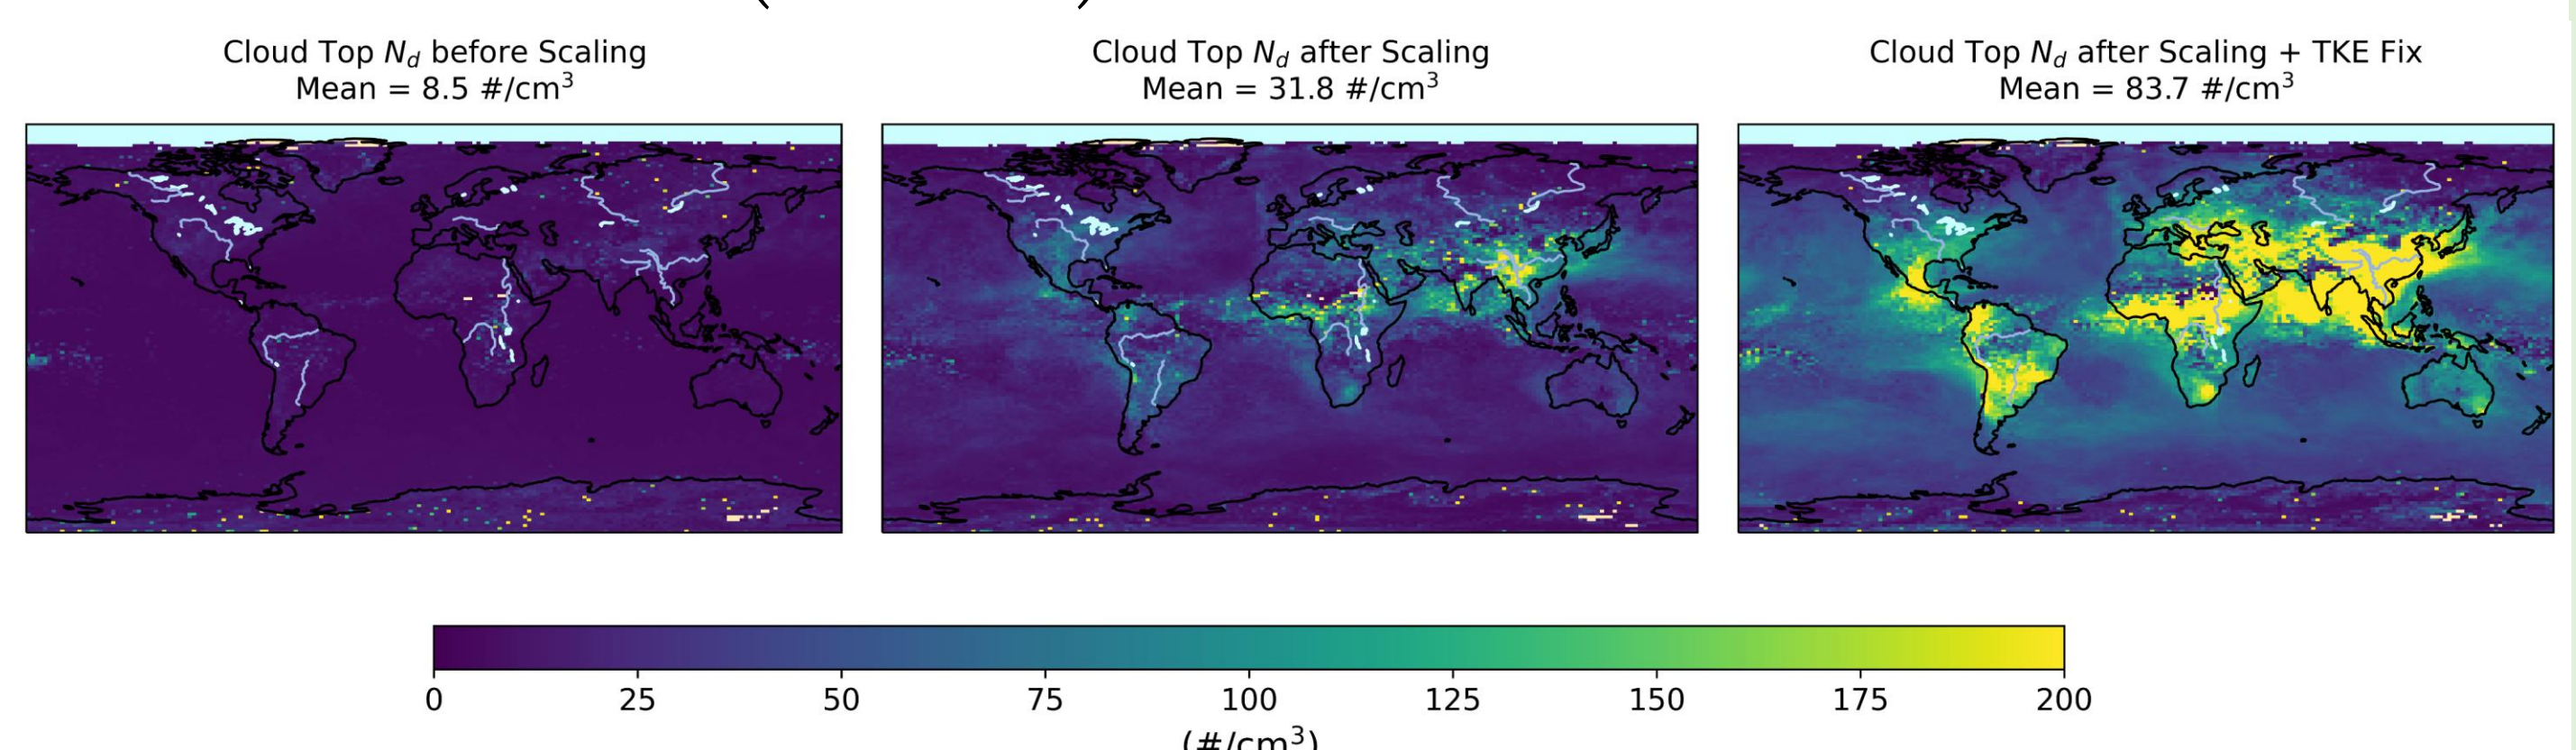 Cloud Top N_d before Scaling
Mean = 8.5 #/cm³
Cloud Top N_d after Scaling
Mean = 31.8 #/cm³
Cloud Top N_d after Scaling + TKE Fix
Mean = 83.7 #/cm³
0 25 50 75 100 125 150 175 200
(#/cm³)